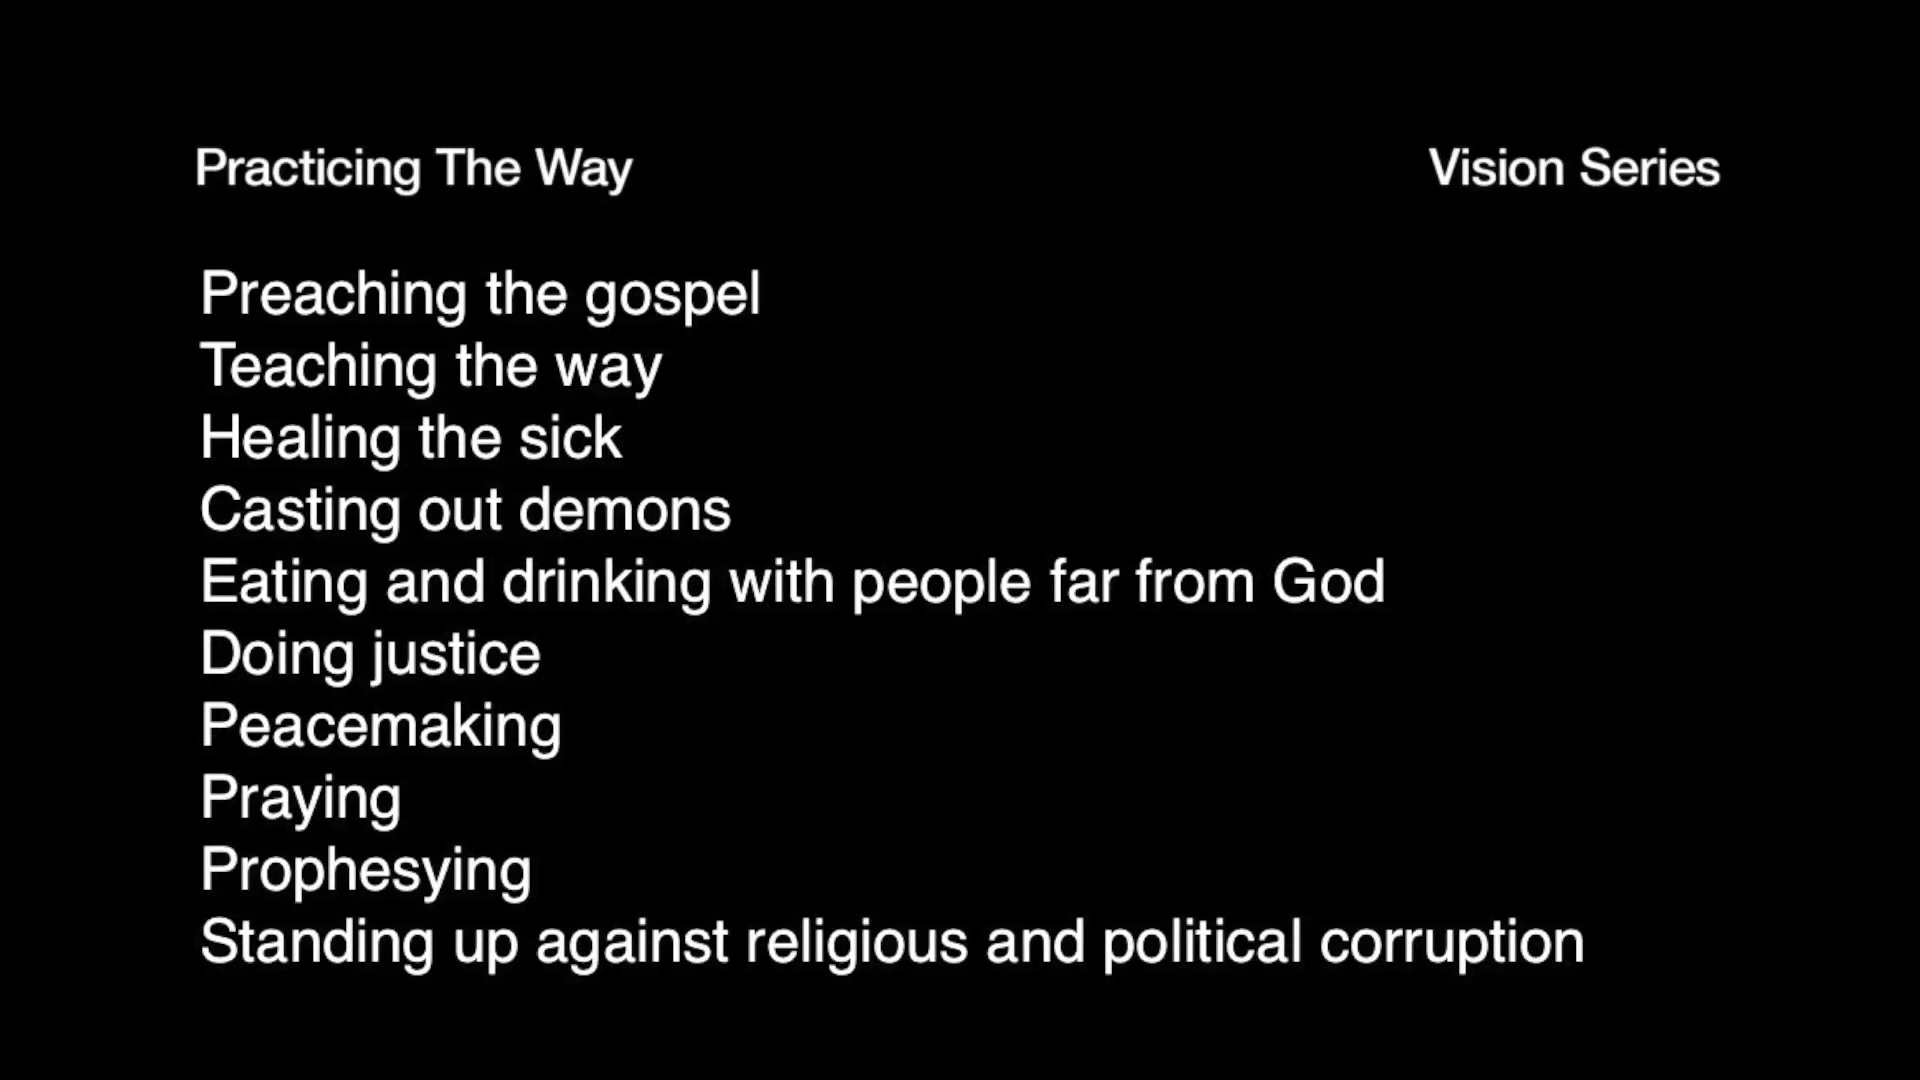 Practicing The Way
Vision Series
Preaching the gospel
Teaching the way
Healing the sick
Casting out demons
Eating and drinking with people far from God
Doing justice
Peacemaking
Praying
Prophesying
Standing up against religious and political corruption